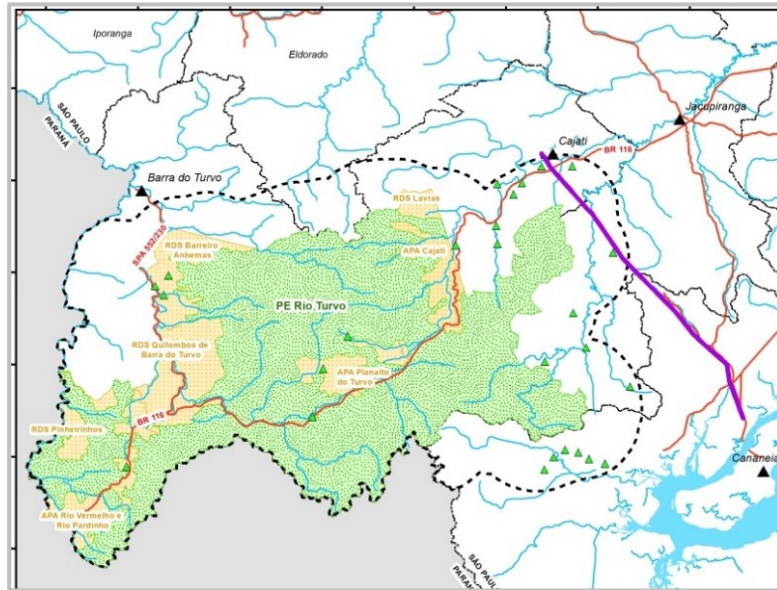 Iporanga
Eldorado
SÃO PAULO
PARANÁ
Jacupiranga
Cajati
BR 116
Barra do Turvo
RDS Lavras
SPA 552/230
RDS Barreiro
Anhemas
APA Cajati
PE Rio Turvo
RDS Quilombos de
Barra do Turvo
APA Planalto
do Turvo
BR 116
RDS Pinheirinhos
Cananeia
APA Rio Vermelho e
Rio Pardinho
SÃO PAULO
PARANÁ